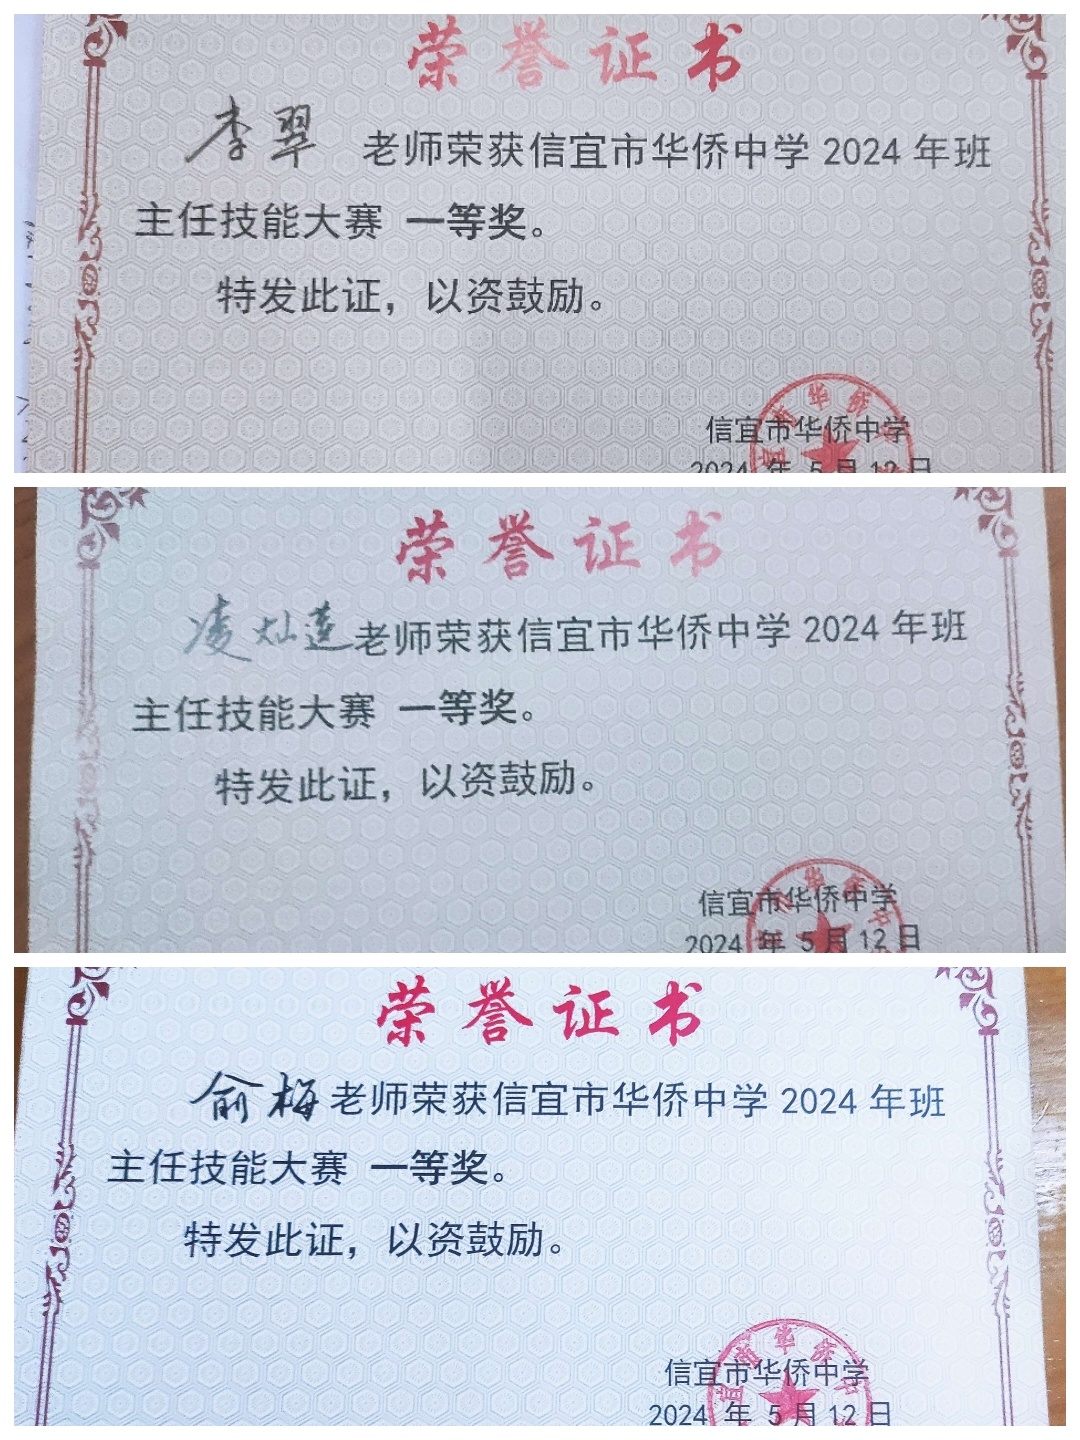 荣誉证书
李翠 老师荣获信宜市华侨中学 2024 年班
主任技能大赛 一等奖。
特发此证，以资鼓励。
信宜市华侨中学
2024 年 5 月 12 日
荣誉证书
凌灿莲老师荣获信宜市华侨中学 2024 年班
主任技能大赛 一等奖。
特发此证，以资鼓励。
信宜市华侨中学
2024 年 5 月 12 日
荣誉证书
俞梅老师荣获信宜市华侨中学 2024 年班
主任技能大赛 一等奖。
特发此证，以资鼓励。
信宜市华侨中学
2024 年 5 月 12 日